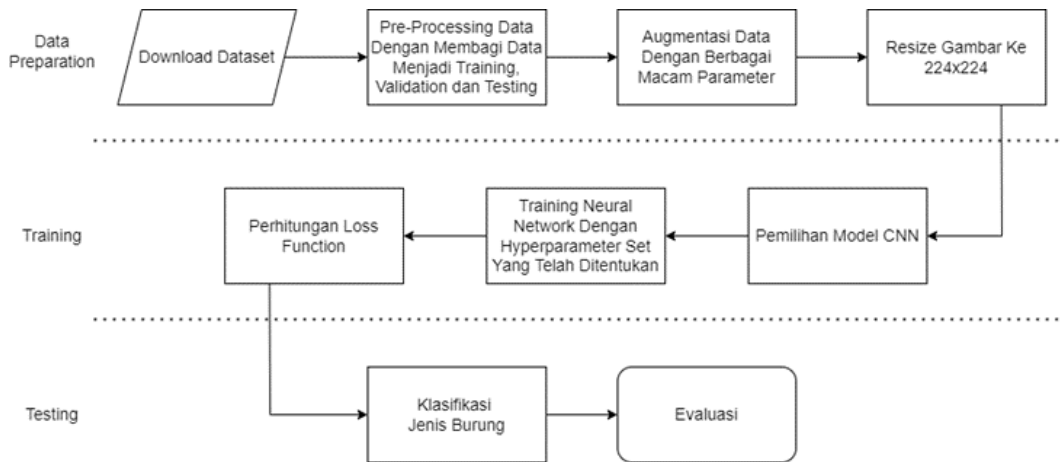 Data
Preparation
Download Dataset
Pre-Processing Data
Dengan Membagi Data
Menjadi Training,
Validation dan Testing
Augmentasi Data
Dengan Berbagai
Macam Parameter
Resize Gambar Ke
224x224
Training
Perhitungan Loss
Function
Training Neural
Network Dengan
Hyperparameter Set
Yang Telah Ditentukan
Pemilihan Model CNN
Testing
Klasifikasi
Jenis Burung
Evaluasi